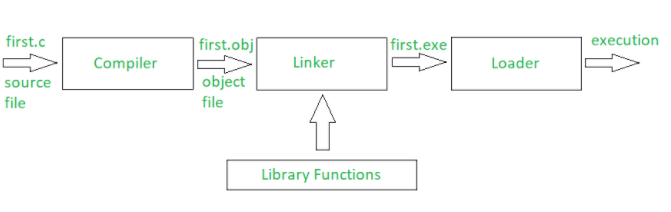 first.c
source
file
Compiler
first.obj
object
file
Linker
first.exe
Loader
execution
Library Functions